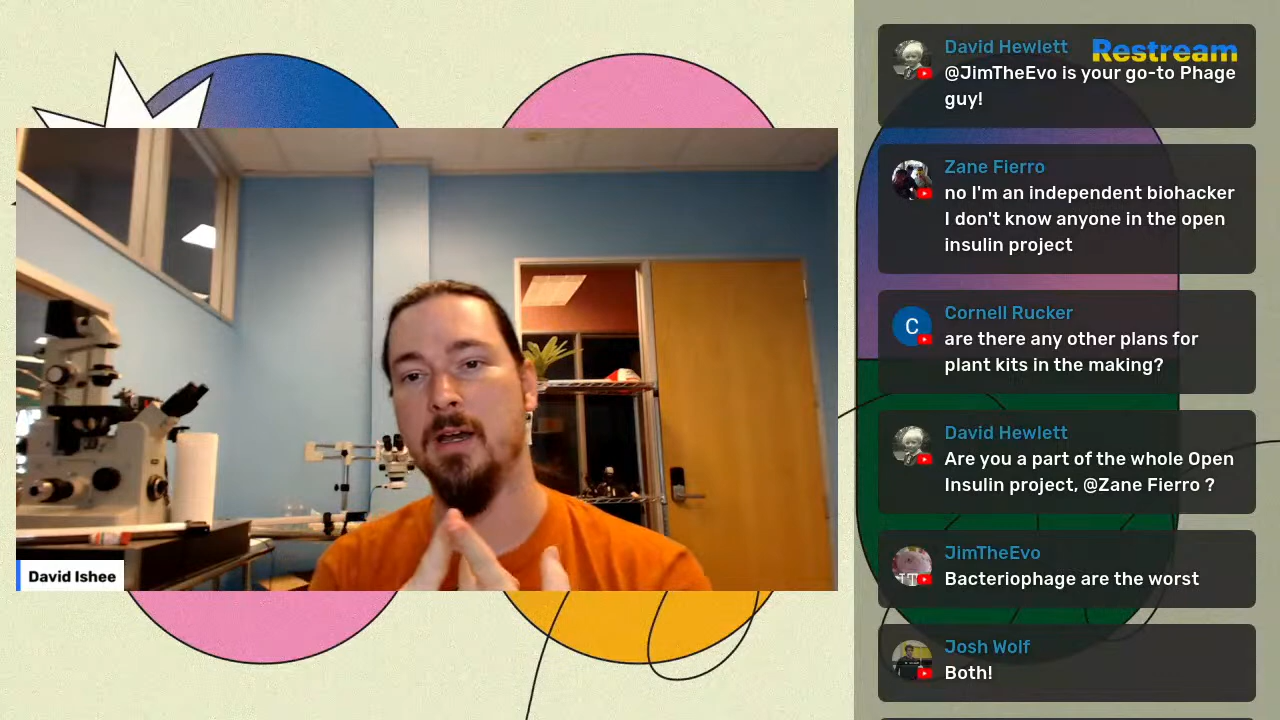 David Ishee
Restream
David Hewlett
@JimTheEvo is your go-to Phage
guy!
Zane Fierro
no I'm an independent biohacker
I don't know anyone in the open
insulin project
C
Cornell Rucker
are there any other plans for
plant kits in the making?
David Hewlett
Are you a part of the whole Open
Insulin project, @Zane Fierro ?
JimTheEvo
Bacteriophage are the worst
Josh Wolf
Both!